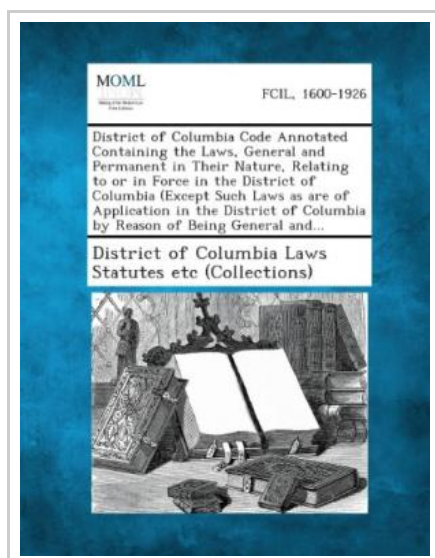 MOML
FCIL, 1600-1926
District of Columbia Code Annotated
Containing the Laws, General and
Permanent in Their Nature, Relating
to or in Force in the District of
Columbia (Except Such Laws as are of
Application in the District of Columbia
by Reason of Being General and...
District of Columbia Laws
Statutes etc (Collections)